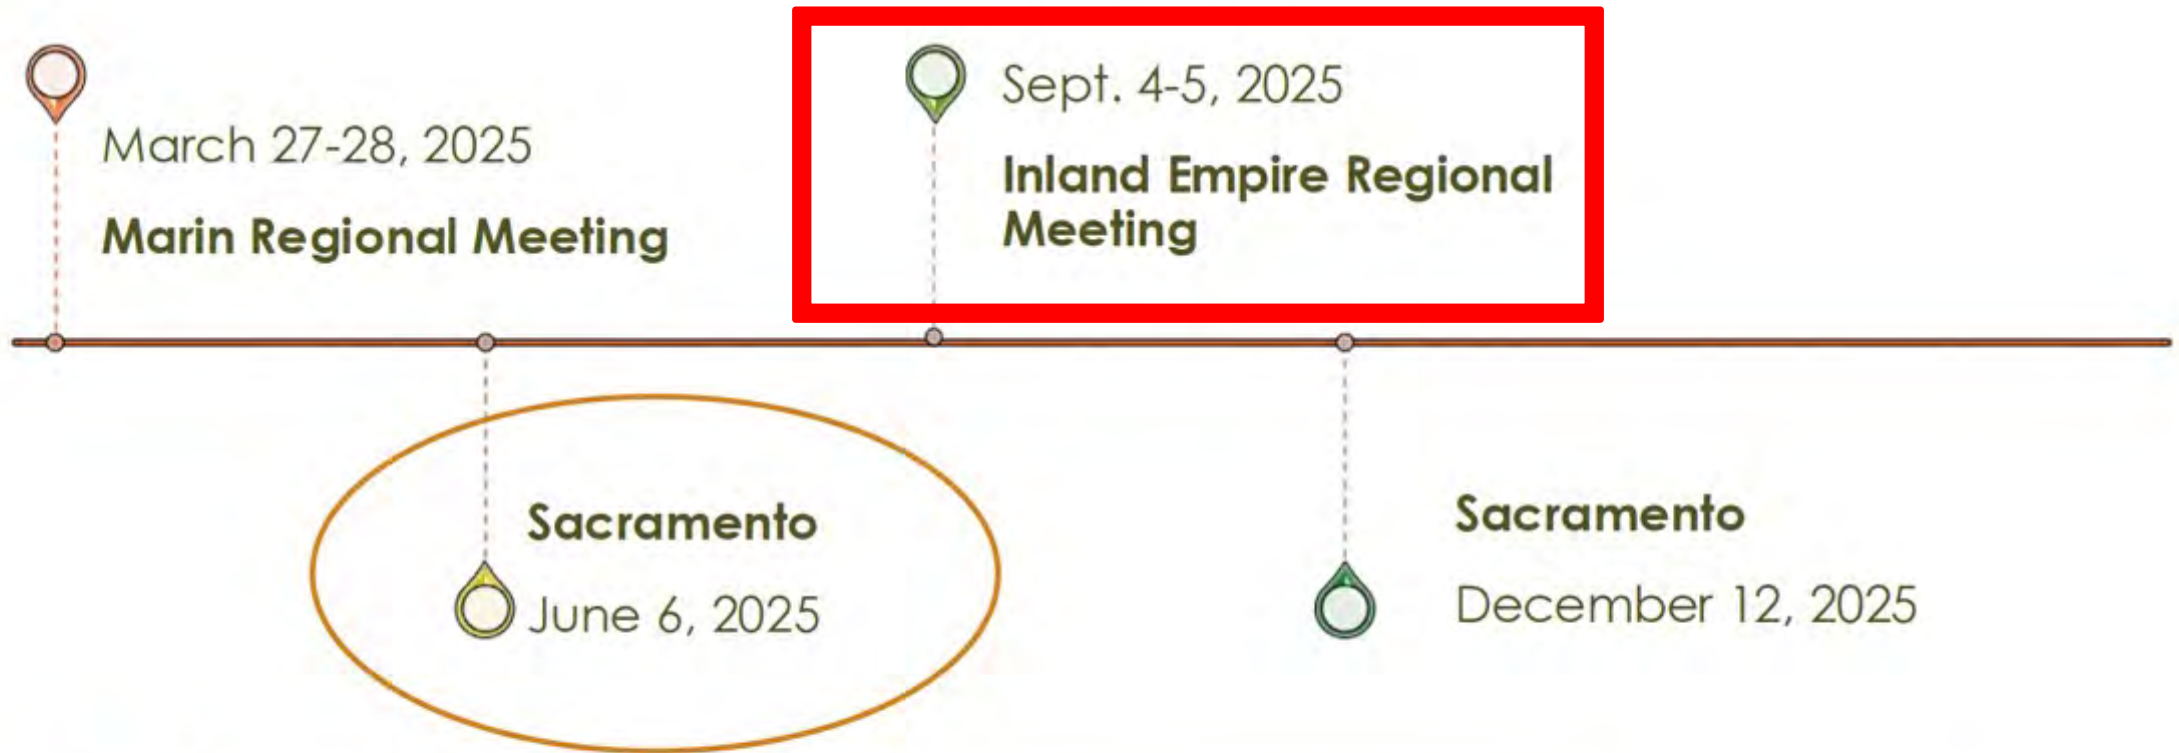 March 27-28, 2025
Marin Regional Meeting
Sacramento
June 6, 2025
Sept. 4-5, 2025
Inland Empire Regional
Meeting
Sacramento
December 12, 2025